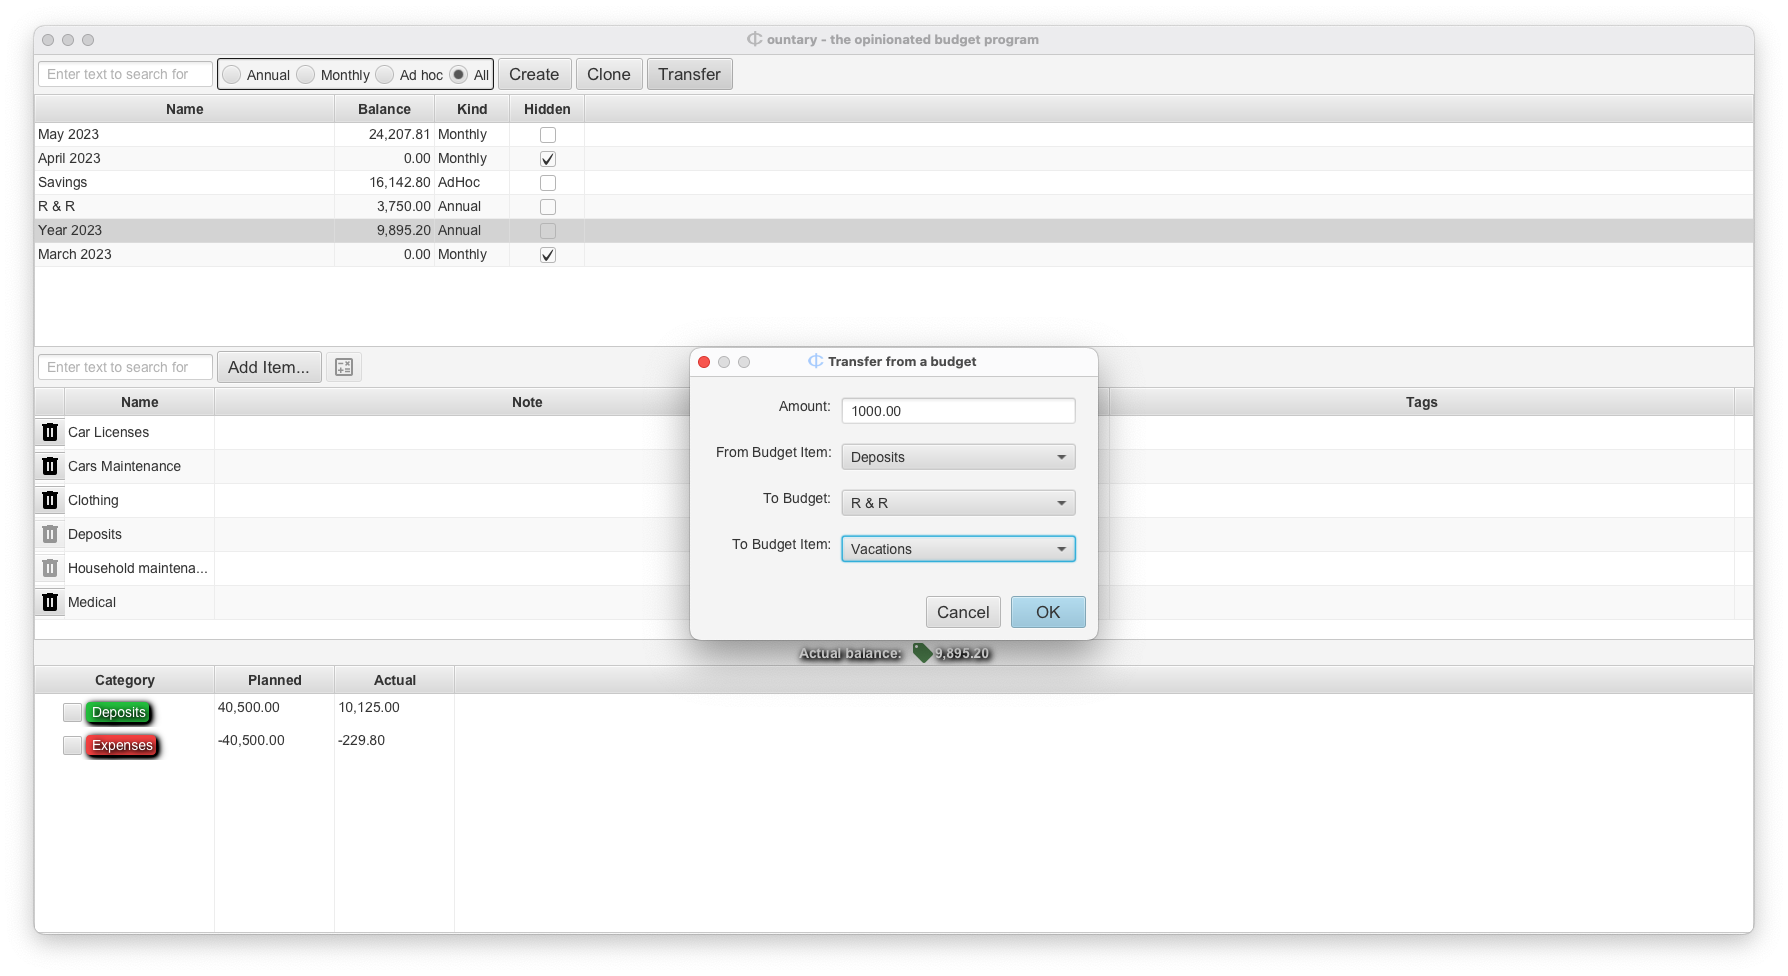 ountary - the opinionated budget program
Enter text to search for Annual Monthly Ad hoc All Create Clone Transfer
Name Balance Kind Hidden
May 2023 24,207.81 Monthly
April 2023 0.00 Monthly
Savings 16,142.80 AdHoc
R & R 3,750.00 Annual
Year 2023 9,895.20 Annual
March 2023 0.00 Monthly
Enter text to search for Add Item...
Name Note Tags
Car Licenses
Cars Maintenance
Clothing
Deposits
Household maintena...
Medical
Transfer from a budget
Amount: 1000.00
From Budget Item: Deposits
To Budget: R & R
To Budget Item: Vacations
Cancel OK
Actual balance: 9,895.20
Category Planned Actual
Deposits 40,500.00 10,125.00
Expenses -40,500.00 -229.80